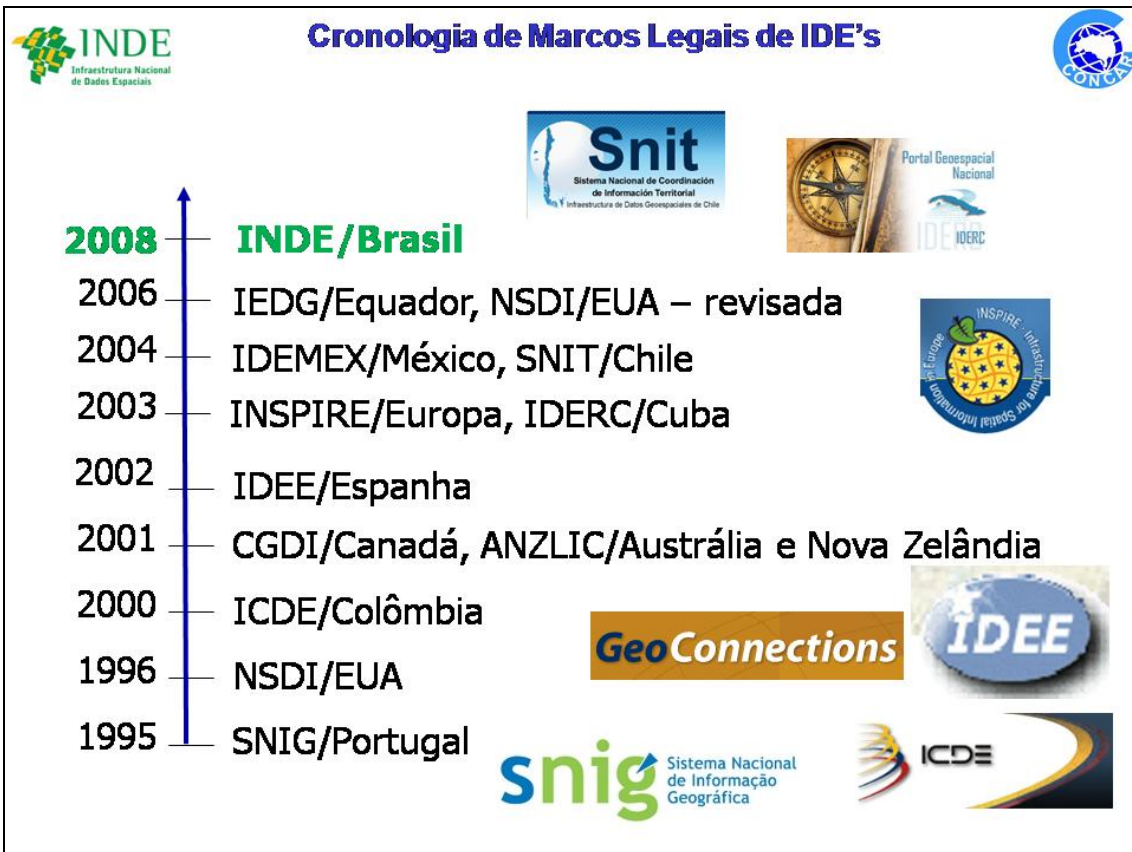 INDE
Infraestrutura Nacional
de Dados Espaciais
Cronologia de Marcos Legais de IDE's
CONCAR
Snit
Sistema Nacional de Coordinación
de Información Territorial
Infraestructura de Datos Geoespaciales de Chile
Portal Geoespacial
Nacional
IDERC
IDERC
2008 INDE/Brasil
2006 IEDG/Equador, NSDI/EUA – revisada
2004 IDEMEX/México, SNIT/Chile
2003 INSPIRE/Europa, IDERC/Cuba
INSPIRE - Infrastructure for Spatial Information in Europe
2002 IDEE/Espanha
2001 CGDI/Canadá, ANZLIC/Austrália e Nova Zelândia
2000 ICDE/Colômbia
GeoConnections
IDEE
1996 NSDI/EUA
1995 SNIG/Portugal
snig
Sistema Nacional
de Informação
Geográfica
ICDE